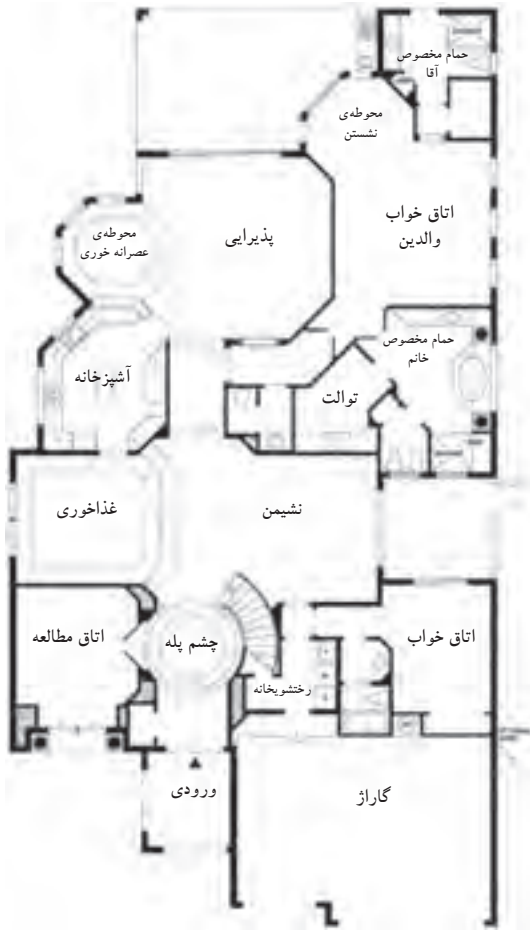 حمام مخصوص
آقا
محوطه‌ی
نشستن
اتاق خواب
والدین
پذیرایی
محوطه‌ی
عصرانه خوری
حمام مخصوص
خانم
آشپزخانه
توالت
غذاخوری
نشیمن
اتاق مطالعه
چشم پله
اتاق خواب
رختشویخانه
ورودی
گاراژ